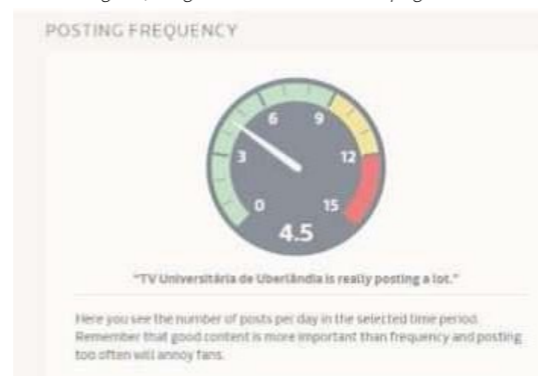 POSTING FREQUENCY
6 9
3 12
0 15
4.5
"TV Universitária de Uberlândia is really posting a lot."
Here you see the number of posts per day in the selected time period.
Remember that good content is more important than frequency and posting
too often will annoy fans.